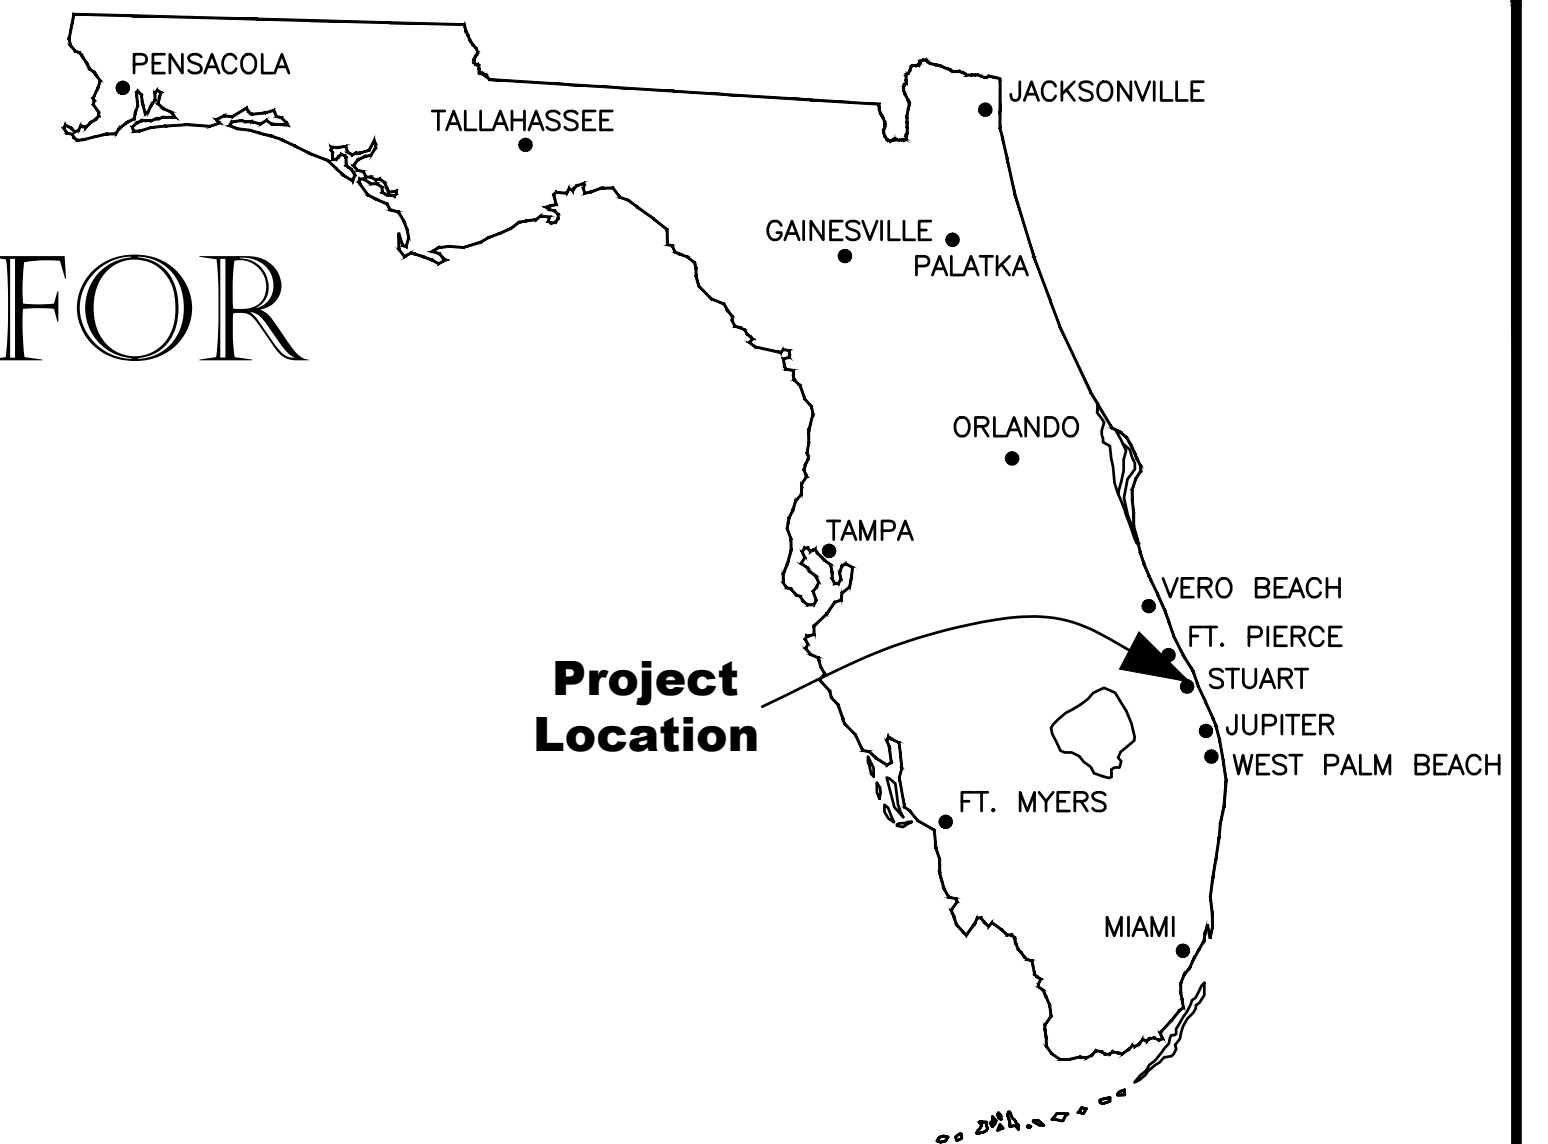 PENSACOLA
JACKSONVILLE
TALLAHASSEE
GAINESVILLE
PALATKA
FOR
ORLANDO
TAMPA
VERO BEACH
FT. PIERCE
Project
Location
STUART
JUPITER
WEST PALM BEACH
FT. MYERS
MIAMI